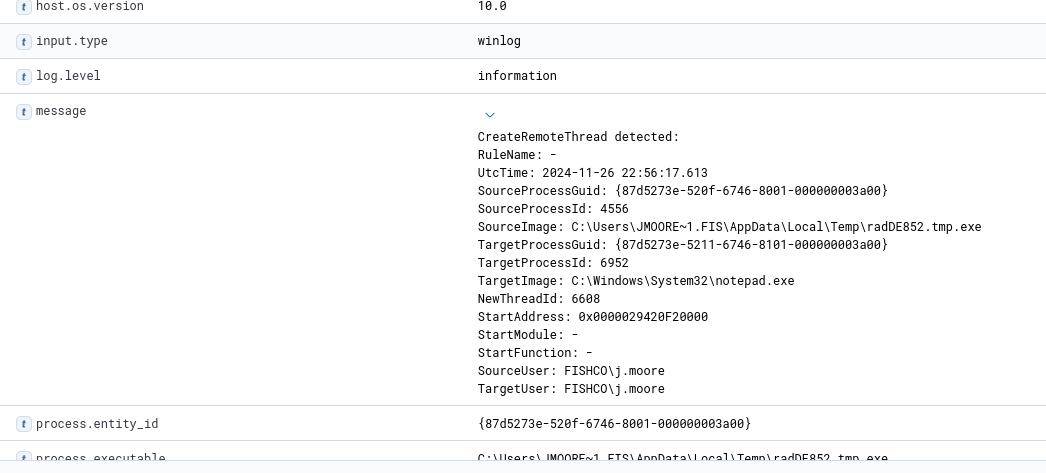 host.os.version 10.0
input.type winlog
log.level information
message
CreateRemoteThread detected:
RuleName: -
UtcTime: 2024-11-26 22:56:17.613
SourceProcessGuid: {87d5273e-520f-6746-8001-000000003a00}
SourceProcessId: 4556
SourceImage: C:\Users\JMOORE~1.FIS\AppData\Local\Temp\radDE852.tmp.exe
TargetProcessGuid: {87d5273e-5211-6746-8101-000000003a00}
TargetProcessId: 6952
TargetImage: C:\Windows\System32\notepad.exe
NewThreadId: 6608
StartAddress: 0x0000029420F20000
StartModule: -
StartFunction: -
SourceUser: FISHCO\j.moore
TargetUser: FISHCO\j.moore
process.entity_id {87d5273e-520f-6746-8001-000000003a00}
process.executable C:\Users\JMOORE~1.FIS\AppData\Local\Temp\radDE852.tmp.exe